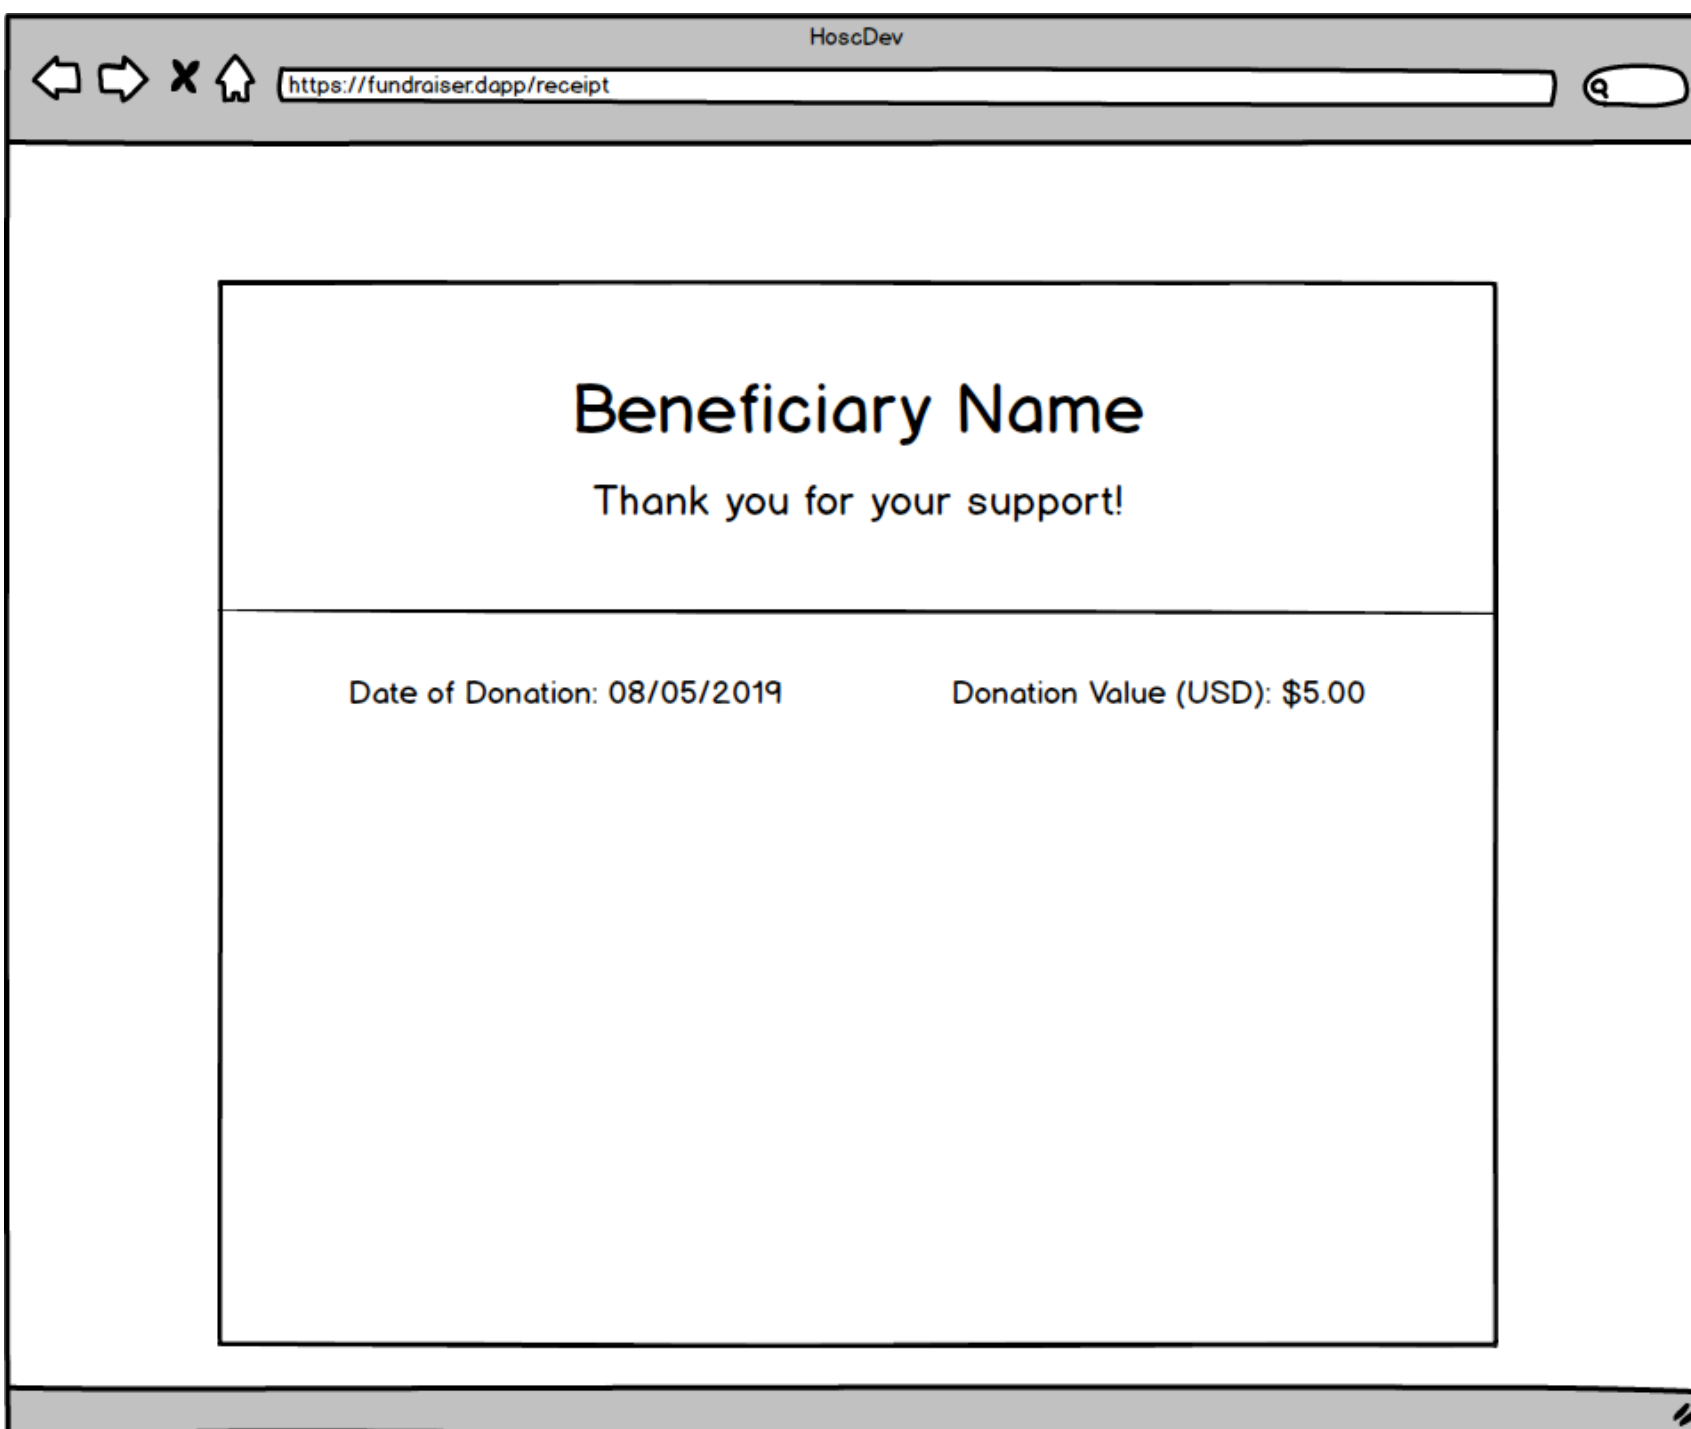 HoscDev
https://fundraiser.dapp/receipt
Beneficiary Name
Thank you for your support!
Date of Donation: 08/05/2019
Donation Value (USD): $5.00